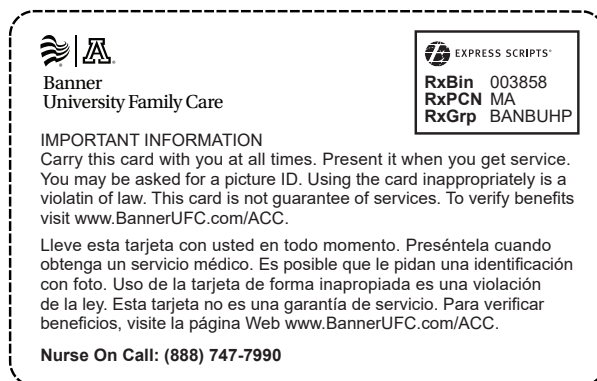 A
Banner
University Family Care
EXPRESS SCRIPTS®
RxBin 003858
RxPCN MA
RxGrp BANBUHP
IMPORTANT INFORMATION
Carry this card with you at all times. Present it when you get service.
You may be asked for a picture ID. Using the card inappropriately is a
violatin of law. This card is not guarantee of services. To verify benefits
visit www.BannerUFC.com/ACC.
Lleve esta tarjeta con usted en todo momento. Preséntela cuando
obtenga un servicio médico. Es posible que le pidan una identificación
con foto. Uso de la tarjeta de forma inapropiada es una violación
de la ley. Esta tarjeta no es una garantía de servicio. Para verificar
beneficios, visite la página Web www.BannerUFC.com/ACC.
Nurse On Call: (888) 747-7990